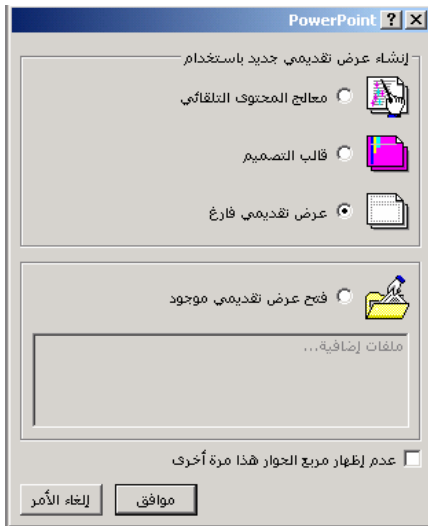 PowerPoint
إنشاء عرض تقديمي جديد باستخدام
معالج المحتوى التلقائي
قالب التصميم
عرض تقديمي فارغ
فتح عرض تقديمي موجود
ملفات إضافية...
عدم إظهار مربع الحوار هذا مرة أخرى
موافق
إلغاء الأمر